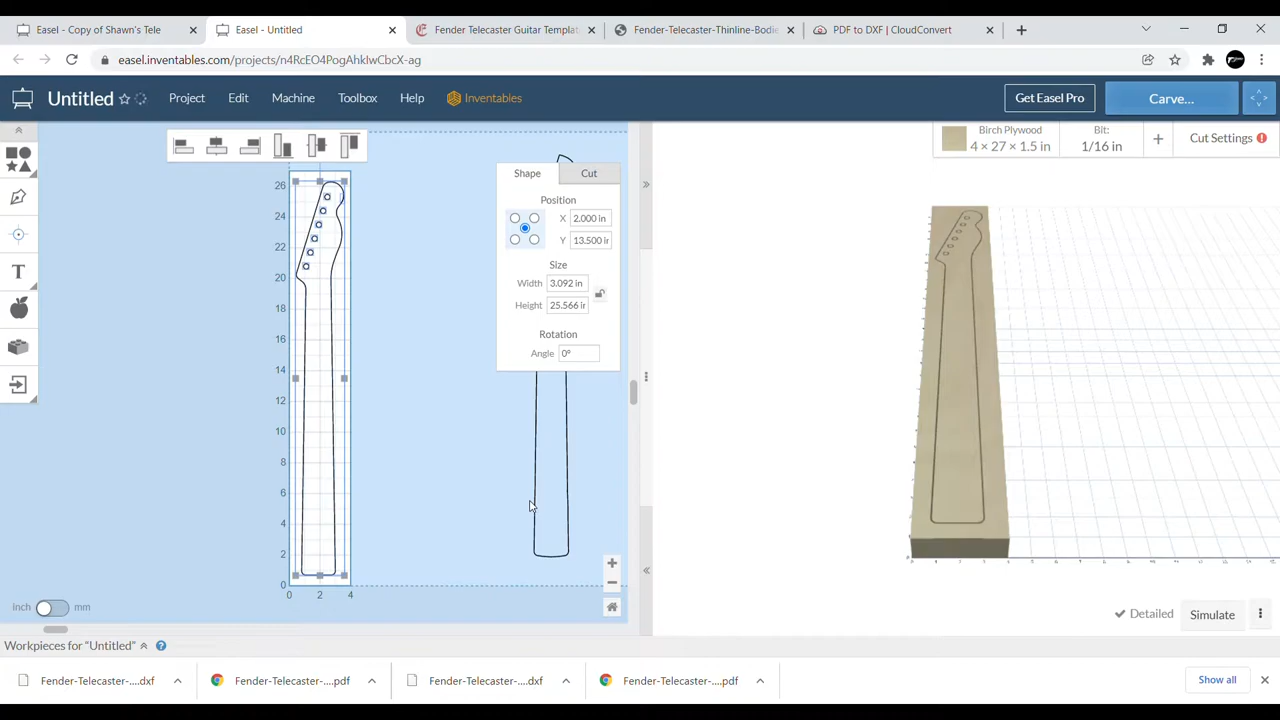 Easel - Copy of Shawn's Tele
Easel - Untitled
Fender Telecaster Guitar Templat
Fender-Telecaster-Thinline-Bodie
PDF to DXF | CloudConvert
easel.inventables.com/projects/n4RcEO4PogAhkIwCbcX-ag
Untitled
Project
Edit
Machine
Toolbox
Help
Inventables
Get Easel Pro
Carve...
Birch Plywood
4 × 27 × 1.5 in
Bit:
1/16 in
Cut Settings
Shape
Cut
Position
X 2.000 in
Y 13.500 ir
Size
Width 3.092 in
Height 25.566 ir
Rotation
Angle 0°
26
24
22
20
18
16
14
12
10
8
6
4
2
0
0 2 4
inch mm
Detailed
Simulate
Workpieces for "Untitled"
Fender-Telecaster-....dxf
Fender-Telecaster-....pdf
Fender-Telecaster-....dxf
Fender-Telecaster-....pdf
Show all